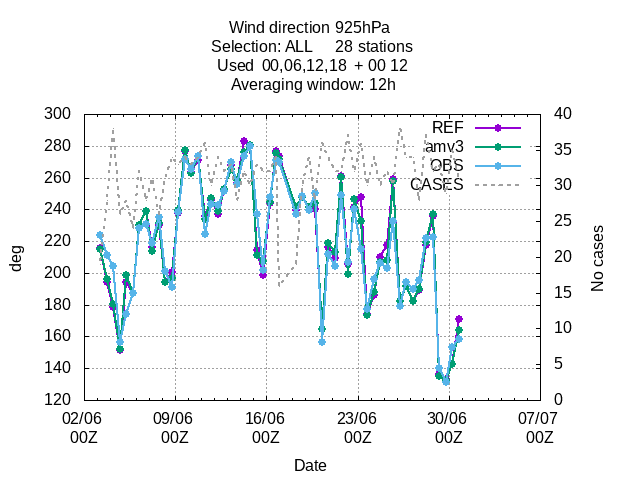 Wind direction 925hPa
Selection: ALL     28 stations
Used  00,06,12,18  + 00 12
Averaging window: 12h
300
280
260
240
220
200
180
160
140
120
deg
40
35
30
25
20
15
10
5
0
No cases
REF
amv3
OBS
CASES
02/06 09/06 16/06 23/06 30/06 07/07
00Z 00Z 00Z 00Z 00Z 00Z
Date